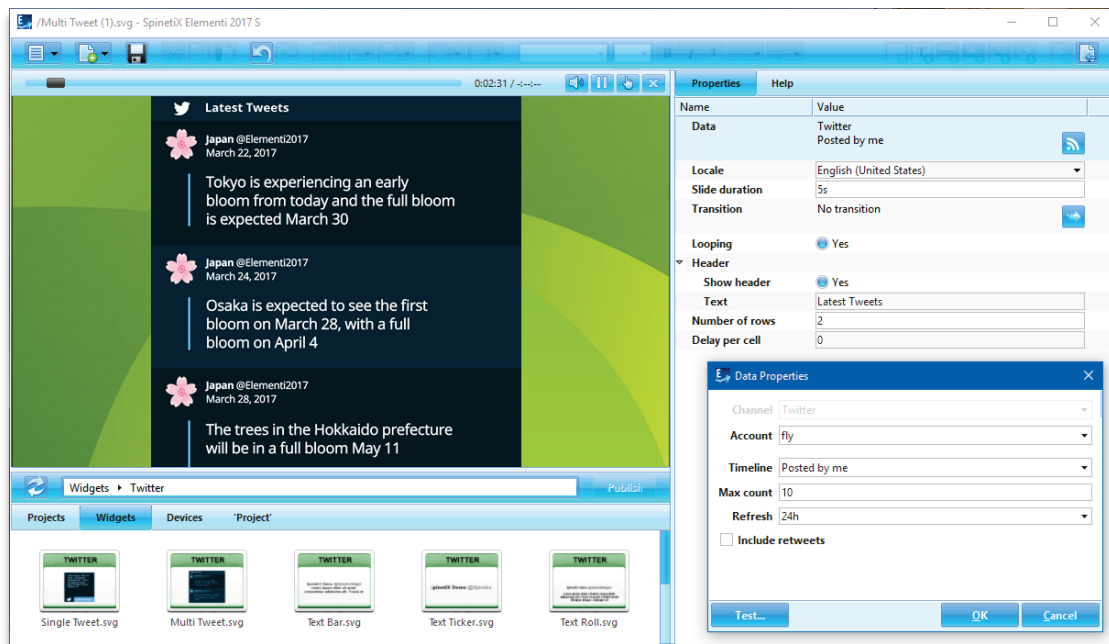 /Multi Tweet (1).svg - SpinetiX Elementi 2017 S
0:02:31 / -:--:--
Latest Tweets
Japan @Elementi2017
March 22, 2017
Tokyo is experiencing an early
bloom from today and the full bloom
is expected March 30
Japan @Elementi2017
March 24, 2017
Osaka is expected to see the first
bloom on March 28, with a full
bloom on April 4
Japan @Elementi2017
March 28, 2017
The trees in the Hokkaido prefecture
will be in a full bloom May 11
Widgets Twitter
Publish
Projects Widgets Devices 'Project'
TWITTER TWITTER TWITTER TWITTER TWITTER
Single Tweet.svg Multi Tweet.svg Text Bar.svg Text Ticker.svg Text Roll.svg
Properties Help
Name Value
Data Twitter
Posted by me
Locale English (United States)
Slide duration 5s
Transition No transition
Looping Yes
Header
Show header Yes
Text Latest Tweets
Number of rows 2
Delay per cell 0
Data Properties
Channel Twitter
Account fly
Timeline Posted by me
Max count 10
Refresh 24h
Include retweets
Test... OK Cancel